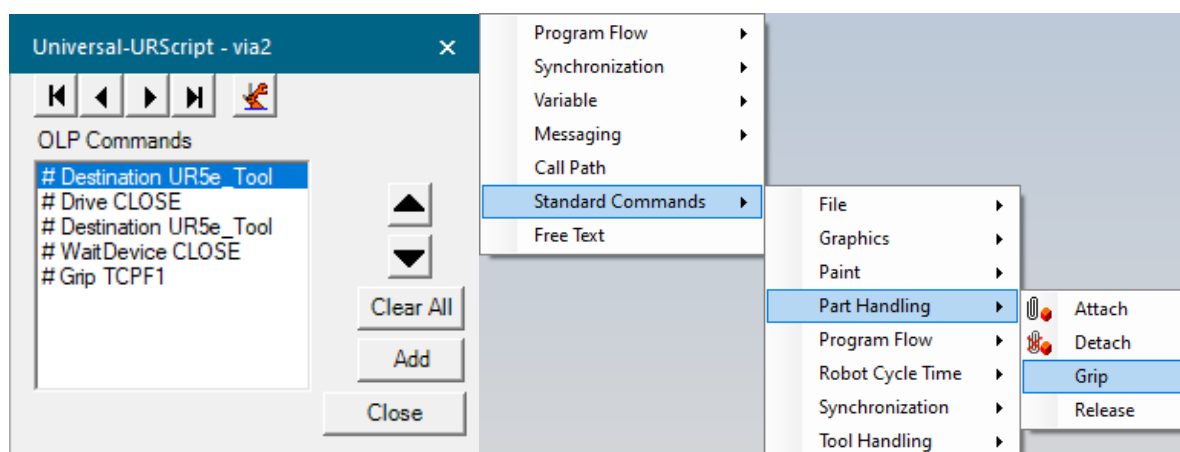 Universal-URScript - via2
OLP Commands
# Destination UR5e_Tool
# Drive CLOSE
# Destination UR5e_Tool
# WaitDevice CLOSE
# Grip TCPF1
Clear All
Add
Close
Program Flow
Synchronization
Variable
Messaging
Call Path
Standard Commands
Free Text
File
Graphics
Paint
Part Handling
Program Flow
Robot Cycle Time
Synchronization
Tool Handling
Attach
Detach
Grip
Release